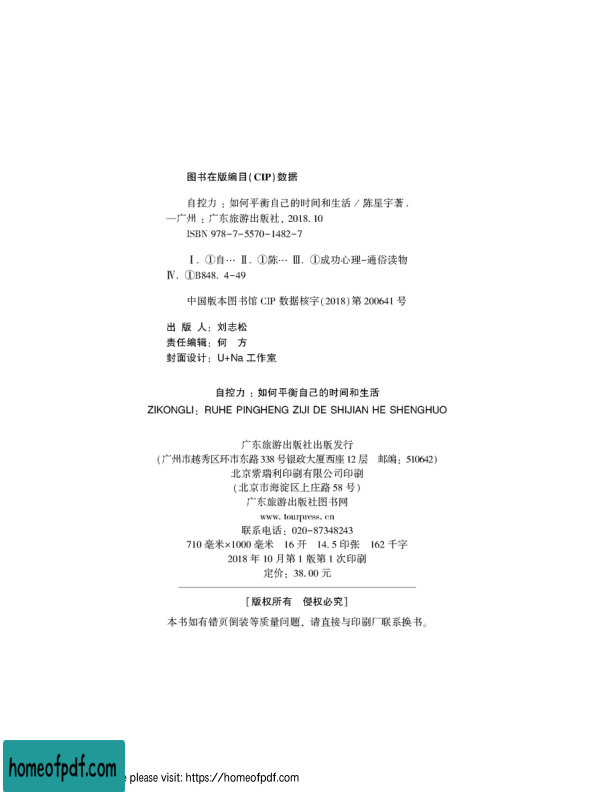 图书在版编目(CIP)数据
自控力：如何平衡自己的时间和生活 / 陈星宇著.
—广州：广东旅游出版社, 2018.10
ISBN 978-7-5570-1482-7
Ⅰ. ①自… Ⅱ. ①陈… Ⅲ. ①成功心理-通俗读物
Ⅳ. ①B848. 4-49
中国版本图书馆 CIP 数据核字(2018)第 200641 号
出 版 人：刘志松
责任编辑：何 方
封面设计：U+Na 工作室
自控力：如何平衡自己的时间和生活
ZIKONGLI：RUHE PINGHENG ZIJI DE SHIJIAN HE SHENGHUO
广东旅游出版社出版发行
(广州市越秀区环市东路 338 号银政大厦西座 12 层 邮编：510642)
北京紫瑞利印刷有限公司印刷
(北京市海淀区上庄路 58 号)
广东旅游出版社图书网
www. tourpress. cn
联系电话：020-87348243
710 毫米×1000 毫米 16 开 14. 5 印张 162 千字
2018 年 10 月第 1 版第 1 次印刷
定价：38. 00 元
[版权所有 侵权必究]
本书如有错页倒装等质量问题，请直接与印刷厂联系换书。
homeofpdf.com
please visit: https://homeofpdf.com